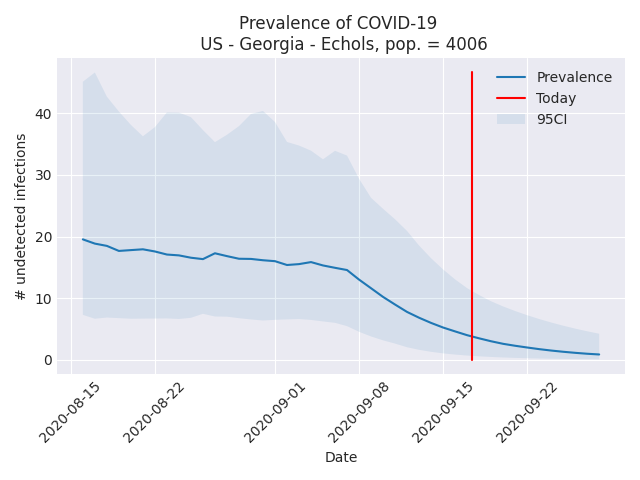 Prevalence of COVID-19
US - Georgia - Echols, pop. = 4006
Prevalence
Today
95CI
# undetected infections
40
30
20
10
0
2020-08-15
2020-08-22
2020-09-01
2020-09-08
2020-09-15
2020-09-22
Date